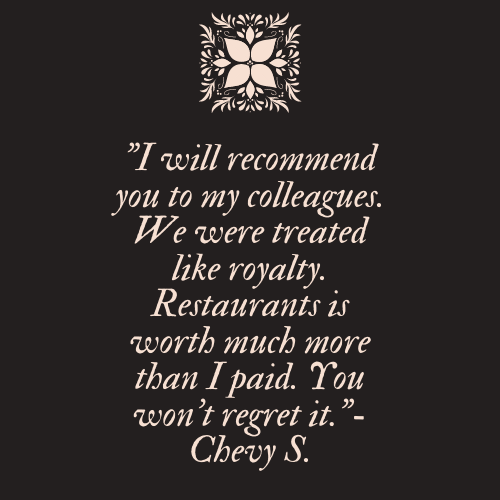 ”I will recommend
you to my colleagues.
We were treated
like royalty.
Restaurants is
worth much more
than I paid. You
won’t regret it.”-
Chevy S.